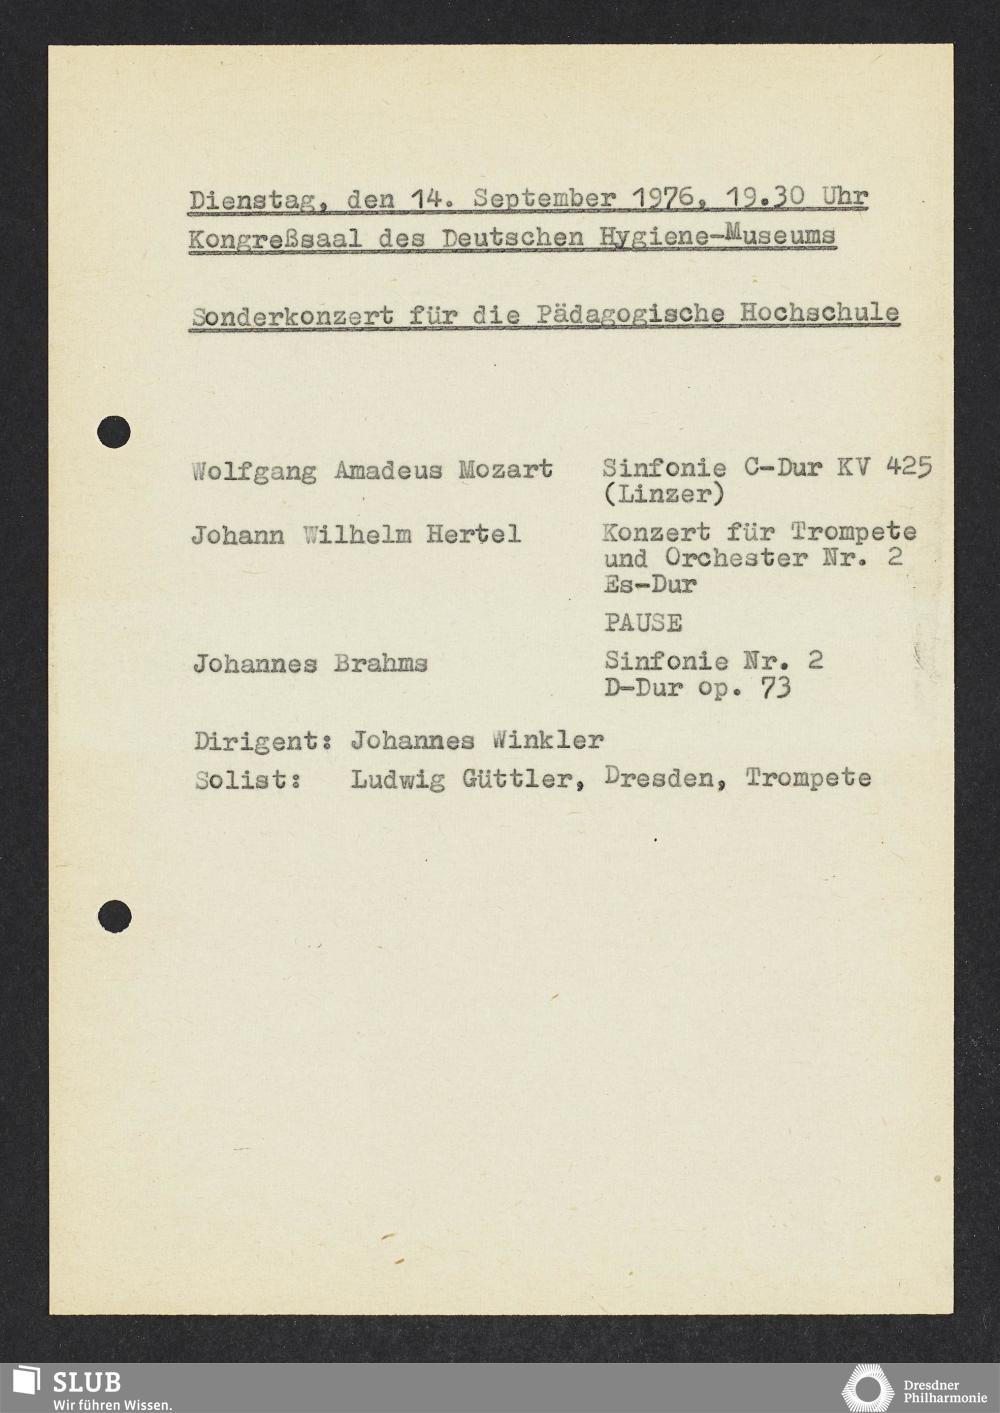 Dienstag, den 14. September 1976, 19.30 Uhr
Kongreßsaal des Deutschen Hygiene-Museums
Sonderkonzert für die Pädagogische Hochschule
Wolfgang Amadeus Mozart Sinfonie C-Dur KV 425
(Linzer)
Johann Wilhelm Hertel Konzert für Trompete
und Orchester Nr. 2
Es-Dur
PAUSE
Johannes Brahms Sinfonie Nr. 2
D-Dur op. 73
Dirigent: Johannes Winkler
Solist: Ludwig Güttler, Dresden, Trompete
SLUB
Wir führen Wissen.
Dresdner
Philharmonie